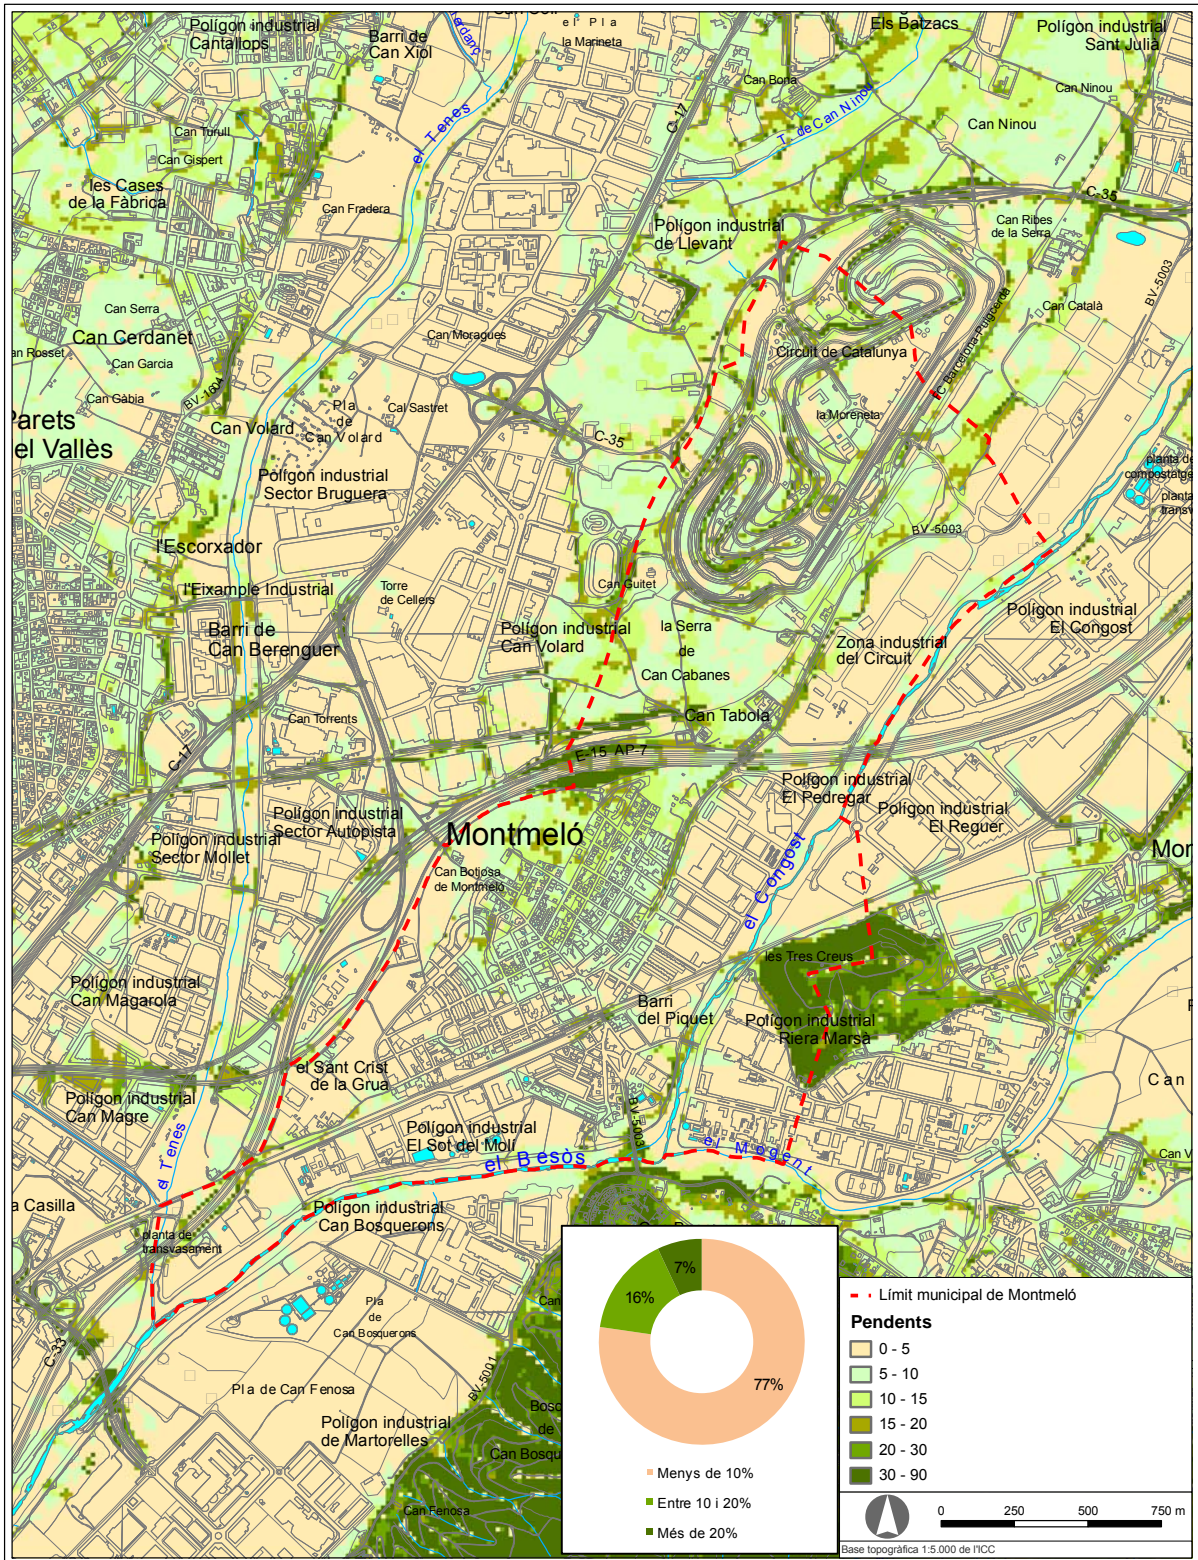 Polígon industrial
Cantallops
Barri de
Can Xiol
el Pla
la Marineta
Els Batzacs
Polígon industrial
Sant Julià
Can Bona
Can Ninou
Can Ninou
T. de Can Ninou
C-17
el Tenes
Can Turull
Can Gispert
les Cases
de la Fàbrica
Can Fradera
C-35
Can Ribes
de la Serra
Polígon industrial
de Llevant
BV-5003
Can Serra
Can Cerdanet
Can Garcia
Can Gàbia
BV-1604
Can Moragues
Can Català
Circuit de Catalunya
FC Barcelona-Puigcerdà
la Moreneta
Parets
del Vallès
Can Volard
Pla
de
Can Volard
Cal Sastret
C-35
Polígon industrial
Sector Bruguera
planta de
compostatge
planta
BV-5003
l'Escorxador
l'Eixample Industrial
Torre
de Cellers
Can Guitet
Barri de
Can Berenguer
Polígon industrial
Can Volard
la Serra
de
Can Cabanes
Zona industrial
del Circuit
Polígon industrial
El Congost
Can Torrents
Can Tabola
C-17
E-15 AP-7
Polígon industrial
El Pedregar
Polígon industrial
El Reguer
Polígon industrial
Sector Autopista
Polígon industrial
Sector Mollet
Montmeló
Mor
Can Botjosa
de Montmeló
el Congost
les Tres Creus
Polígon industrial
Can Magarola
Barri
del Piquet
Polígon industrial
Riera Marsà
el Sant Crist
de la Grua
Can
Polígon industrial
Can Magre
el Tenes
BV-5003
Polígon industrial
El Sot del Molí
el Besòs
el Mogent
Polígon industrial
Can Bosquerons
planta de
transvasament
Pla
de
Can Bosquerons
C-33
Pla de Can Fenosa
BV-5001
Polígon industrial
de Martorelles
Can Fenosa
7%
16%
77%
Menys de 10%
Entre 10 i 20%
Més de 20%
Límit municipal de Montmeló
Pendents
0 - 5
5 - 10
10 - 15
15 - 20
20 - 30
30 - 90
0 250 500 750 m
Base topogràfica 1:5.000 de l'ICC